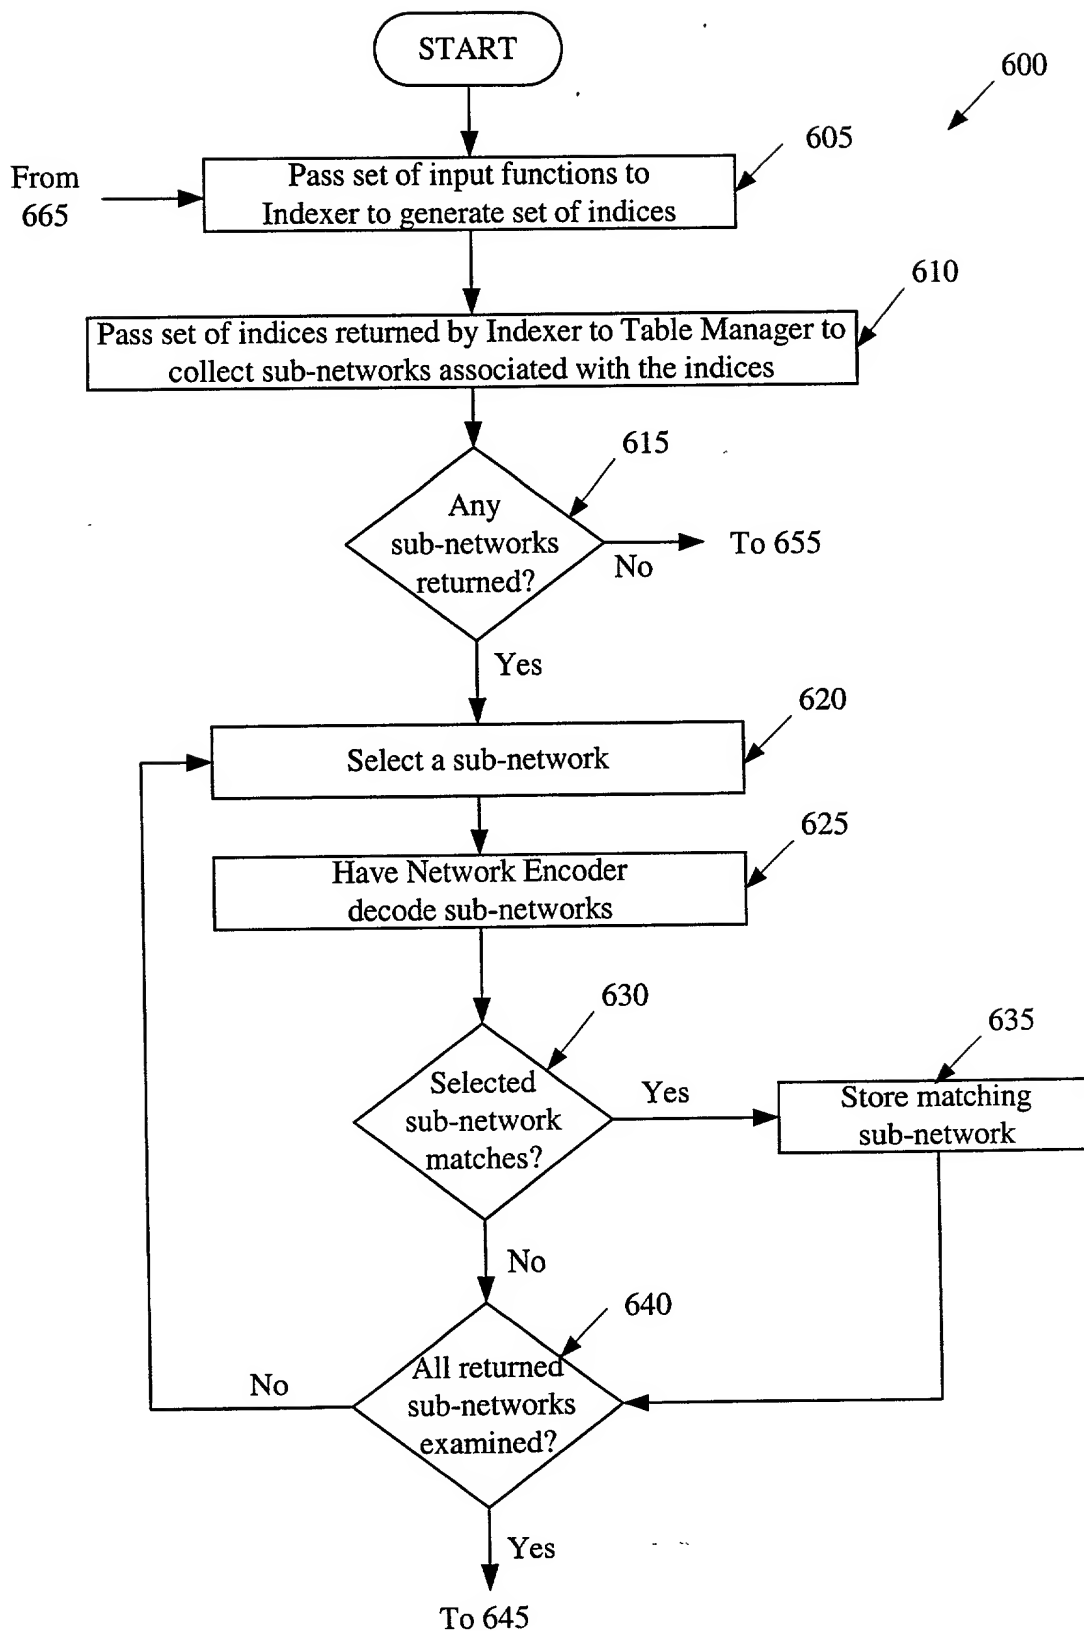 START
600
605
From
665
Pass set of input functions to
Indexer to generate set of indices
610
Pass set of indices returned by Indexer to Table Manager to
collect sub-networks associated with the indices
615
Any
sub-networks
returned?
No
To 655
Yes
620
Select a sub-network
625
Have Network Encoder
decode sub-networks
630
635
Selected
sub-network
matches?
Yes
Store matching
sub-network
No
640
All returned
sub-networks
examined?
No
Yes
To 645